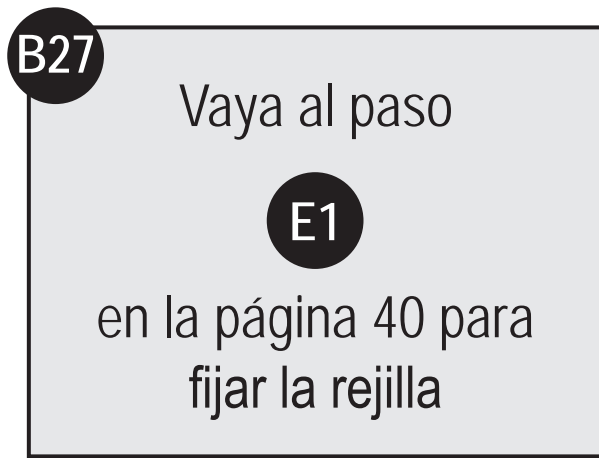 B27
Vaya al paso
E1
en la página 40 para
fijar la rejilla